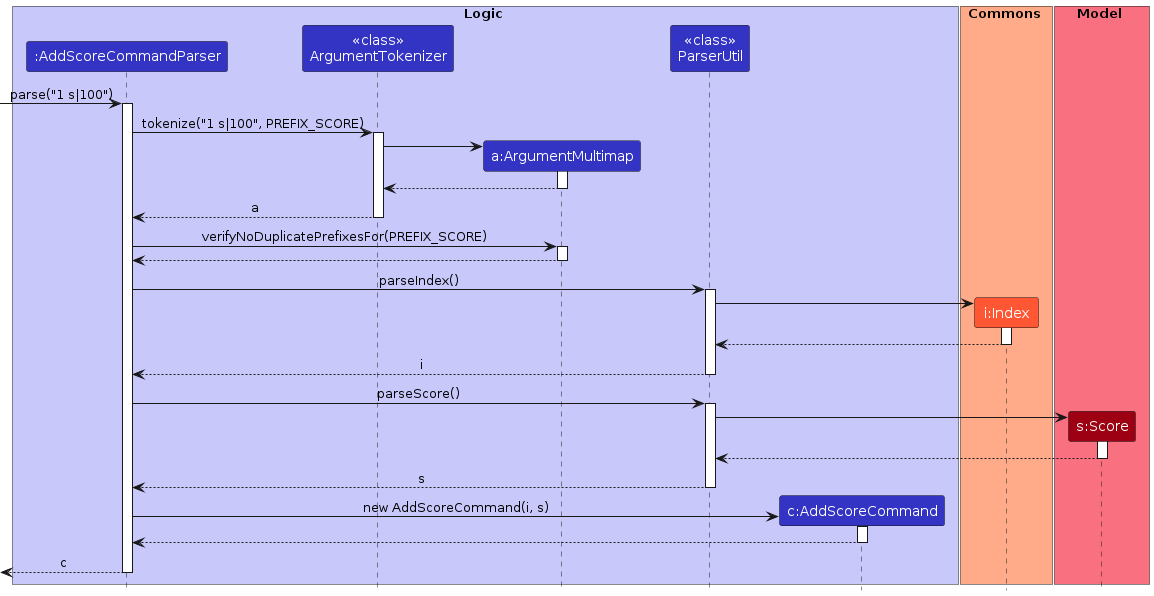 Logic
Commons
Model
:AddScoreCommandParser
«class»
ArgumentTokenizer
«class»
ParserUtil
parse("1 s|100")
tokenize("1 s|100", PREFIX_SCORE)
a:ArgumentMultimap
a
verifyNoDuplicatePrefixesFor(PREFIX_SCORE)
parseIndex()
i:Index
i
parseScore()
s:Score
s
new AddScoreCommand(i, s)
c:AddScoreCommand
c